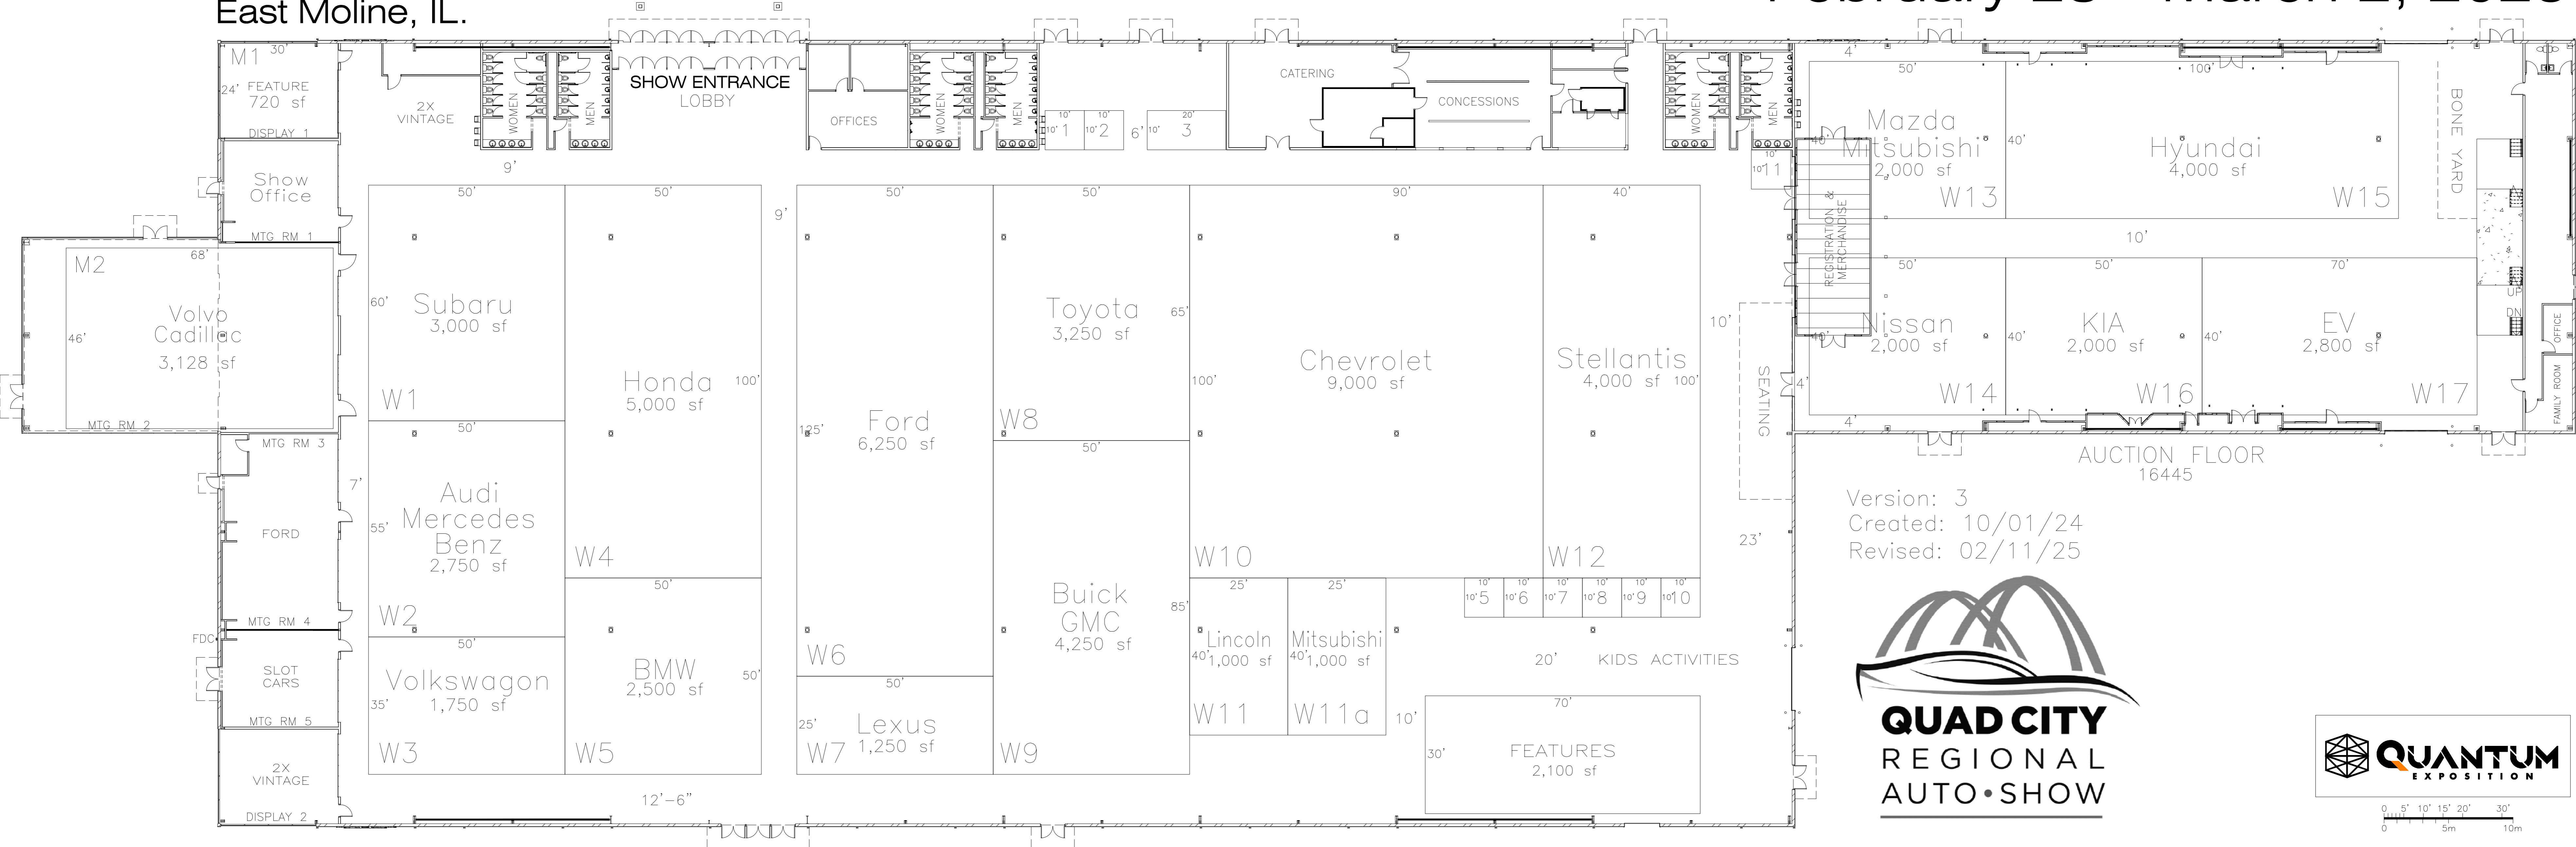 East Moline, IL.
M1
30'
24'
FEATURE
720 sf
DISPLAY 1
2X
VINTAGE
WOMEN
MEN
SHOW ENTRANCE
LOBBY
OFFICES
WOMEN
MEN
10'
10'
1
10'
10'
2
6'
20'
10'
3
CATERING
CONCESSIONS
WOMEN
MEN
10'
10'
11
Show
Office
MTG RM 1
9'
9'
M2
68'
46'
Volvo
Cadillac
3,128 sf
MTG RM 2
MTG RM 3
FORD
MTG RM 4
7'
FDC
SLOT
CARS
MTG RM 5
2X
VINTAGE
DISPLAY 2
50'
60'
Subaru
3,000 sf
W1
50'
55'
Audi
Mercedes
Benz
2,750 sf
W2
50'
35'
Volkswagon
1,750 sf
W3
50'
Honda
5,000 sf
100'
W4
50'
BMW
2,500 sf
50'
W5
12'-6"
50'
125'
Ford
6,250 sf
W6
50'
25'
Lexus
1,250 sf
W7
50'
Toyota
3,250 sf
65'
W8
50'
Buick
GMC
4,250 sf
85'
W9
90'
Chevrolet
9,000 sf
100'
W10
40'
Stellantis
4,000 sf
100'
W12
25'
Lincoln
40'
1,000 sf
W11
25'
Mitsubishi
40'
1,000 sf
W11a
10'
10'
5
10'
10'
6
10'
10'
7
10'
10'
8
10'
10'
9
10'
10'
10
20'
KIDS ACTIVITIES
10'
70'
30'
FEATURES
2,100 sf
10'
SEATING
23'
4'
50'
Mazda
Mitsubishi
2,000 sf
40'
W13
100'
40'
Hyundai
4,000 sf
W15
BONE YARD
REGISTRATION &
MERCHANDISE
10'
50'
Nissan
40'
2,000 sf
W14
4'
4'
50'
KIA
40'
2,000 sf
W16
70'
EV
40'
2,800 sf
W17
UP
DN
OFFICE
FAMILY ROOM
AUCTION FLOOR
16445
Version: 3
Created: 10/01/24
Revised: 02/11/25
QUAD CITY
REGIONAL
AUTO • SHOW
QUANTUM
EXPOSITION
0 5' 10' 15' 20' 30'
0 5m 10m